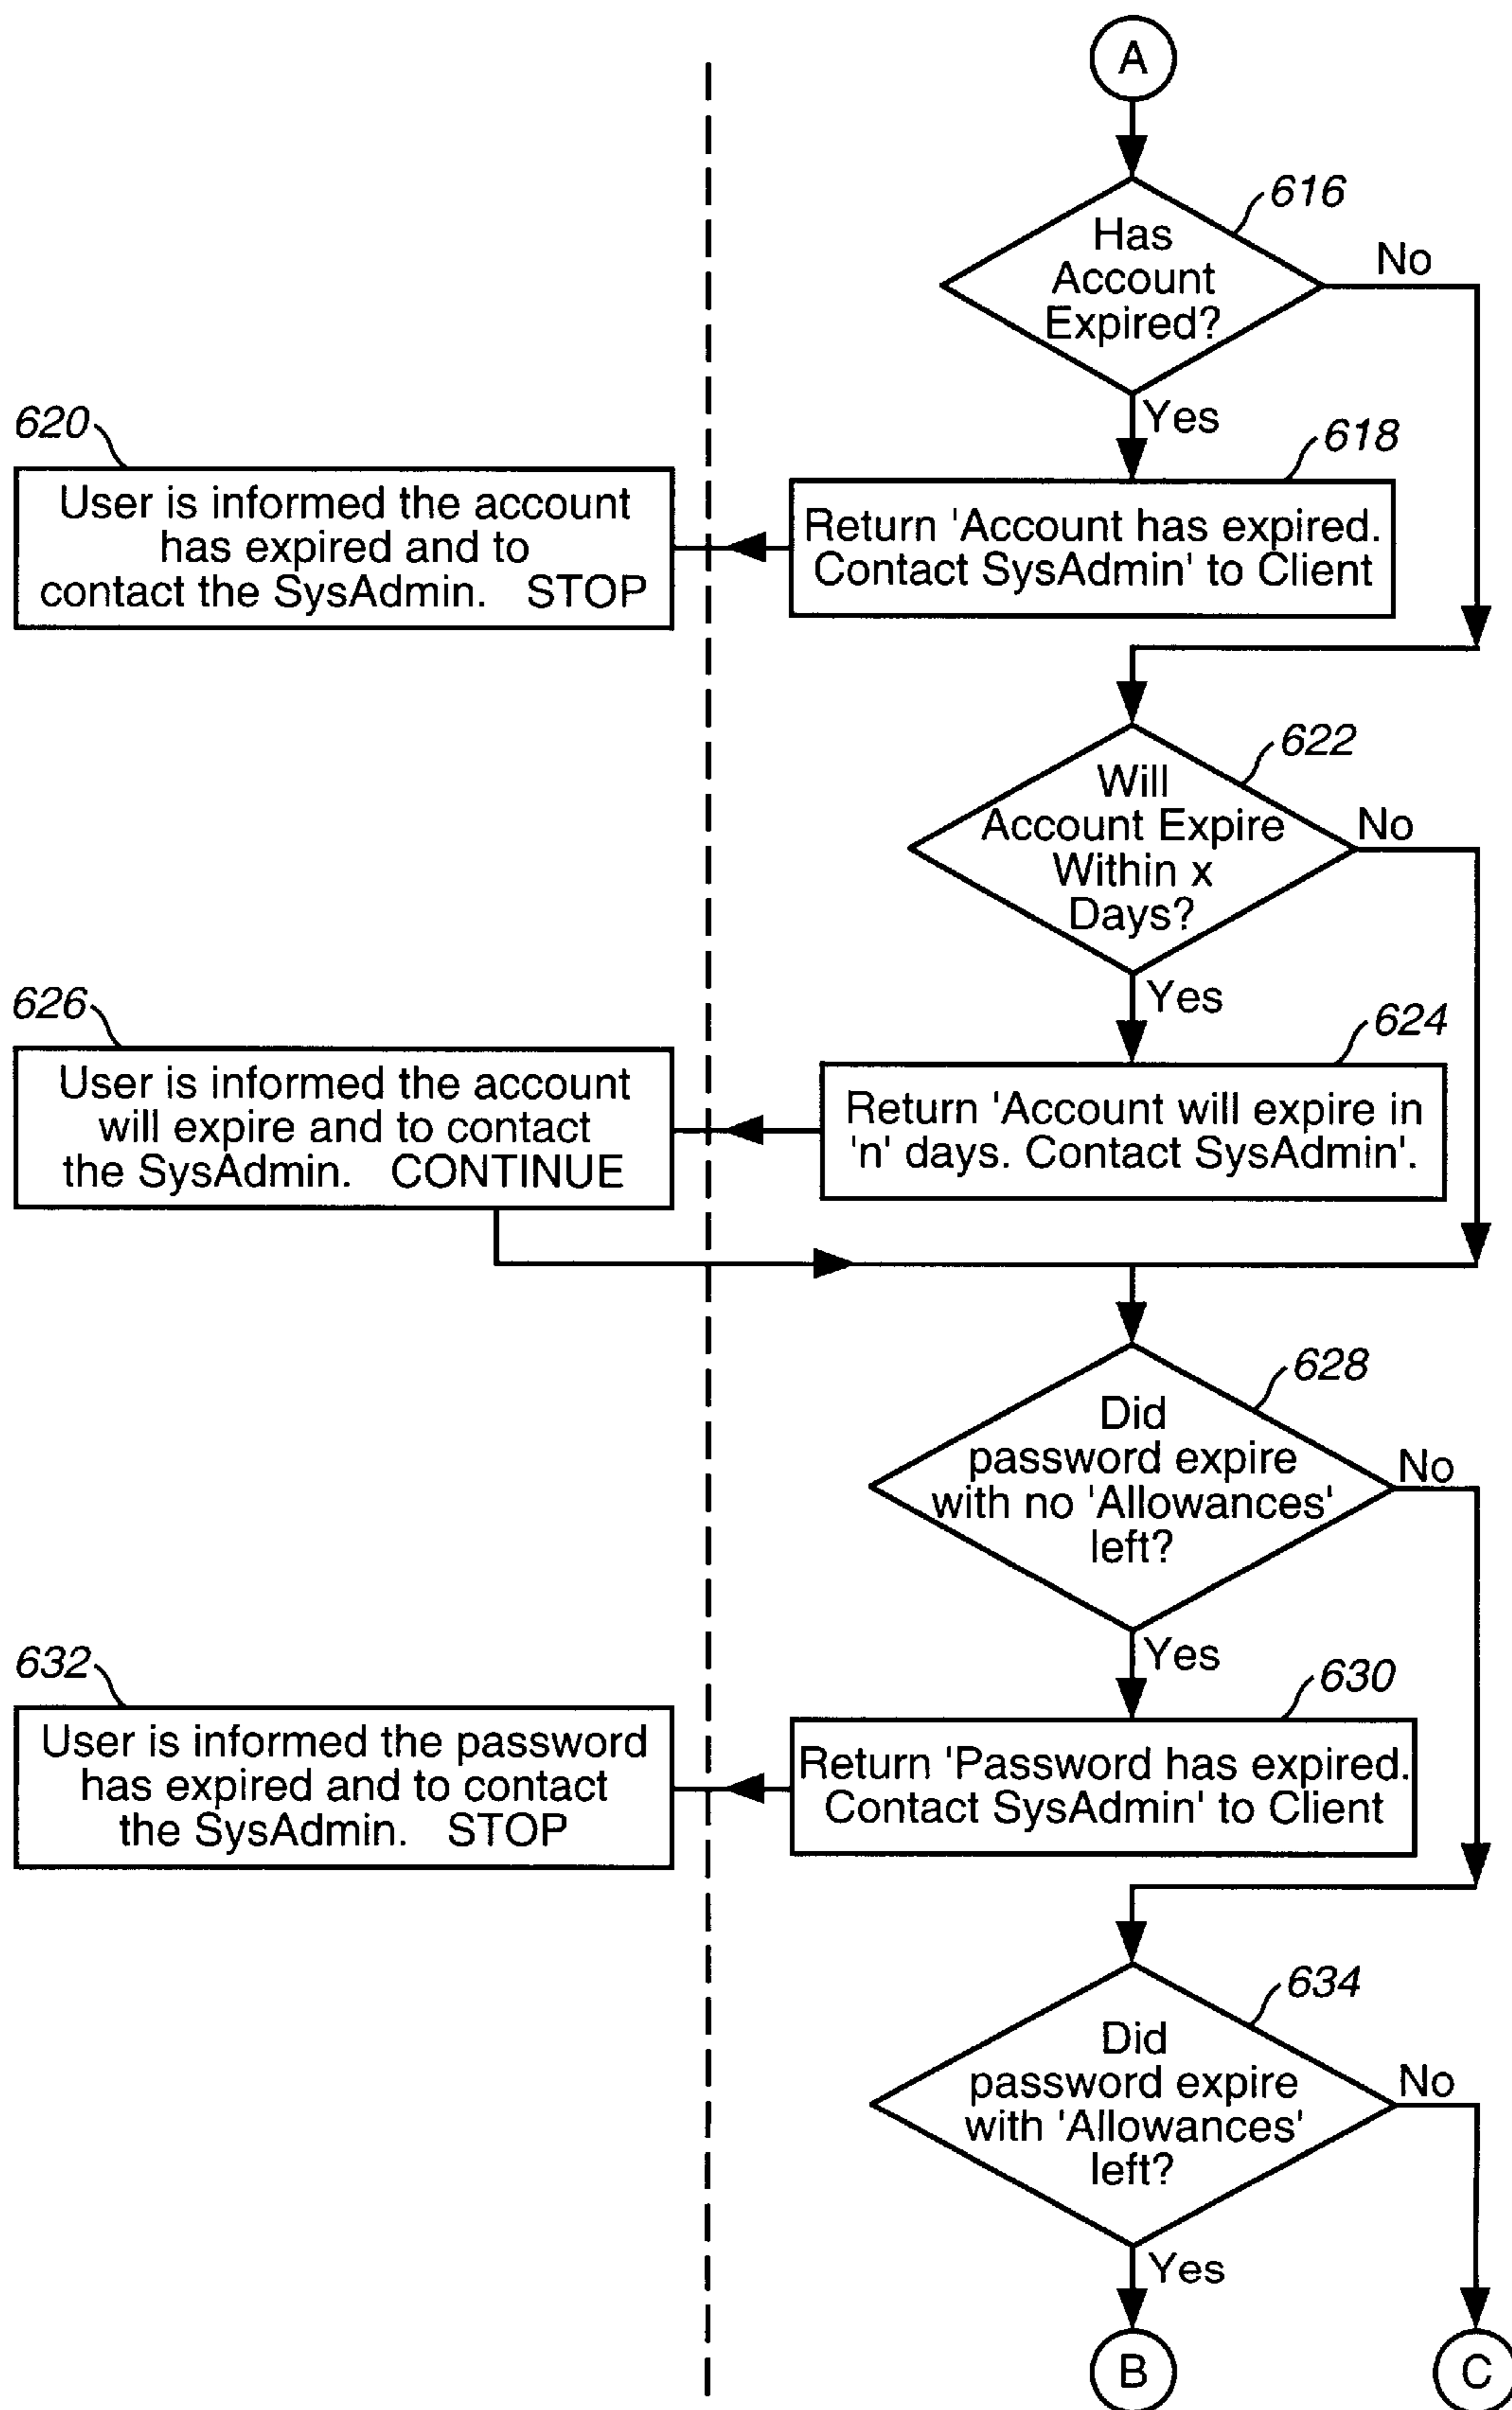 A
616
Has
Account
Expired?
No
Yes
620
User is informed the account
has expired and to
contact the SysAdmin. STOP
618
Return 'Account has expired.
Contact SysAdmin' to Client
622
Will
Account Expire
Within x
Days?
No
Yes
626
User is informed the account
will expire and to contact
the SysAdmin. CONTINUE
624
Return 'Account will expire in
'n' days. Contact SysAdmin'.
628
Did
password expire
with no 'Allowances'
left?
No
Yes
632
User is informed the password
has expired and to contact
the SysAdmin. STOP
630
Return 'Password has expired.
Contact SysAdmin' to Client
634
Did
password expire
with 'Allowances'
left?
No
Yes
B
C